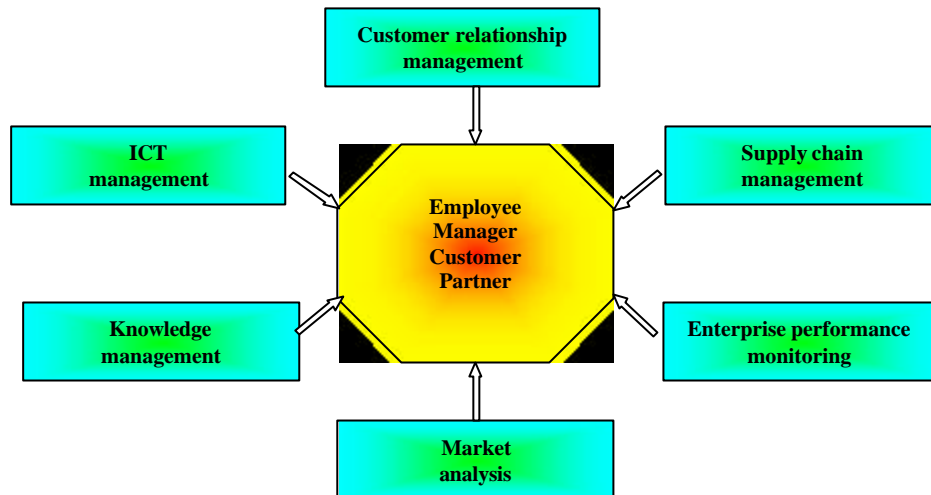 Customer relationship
management
ICT
management
Supply chain
management
Employee
Manager
Customer
Partner
Knowledge
management
Enterprise performance
monitoring
Market
analysis